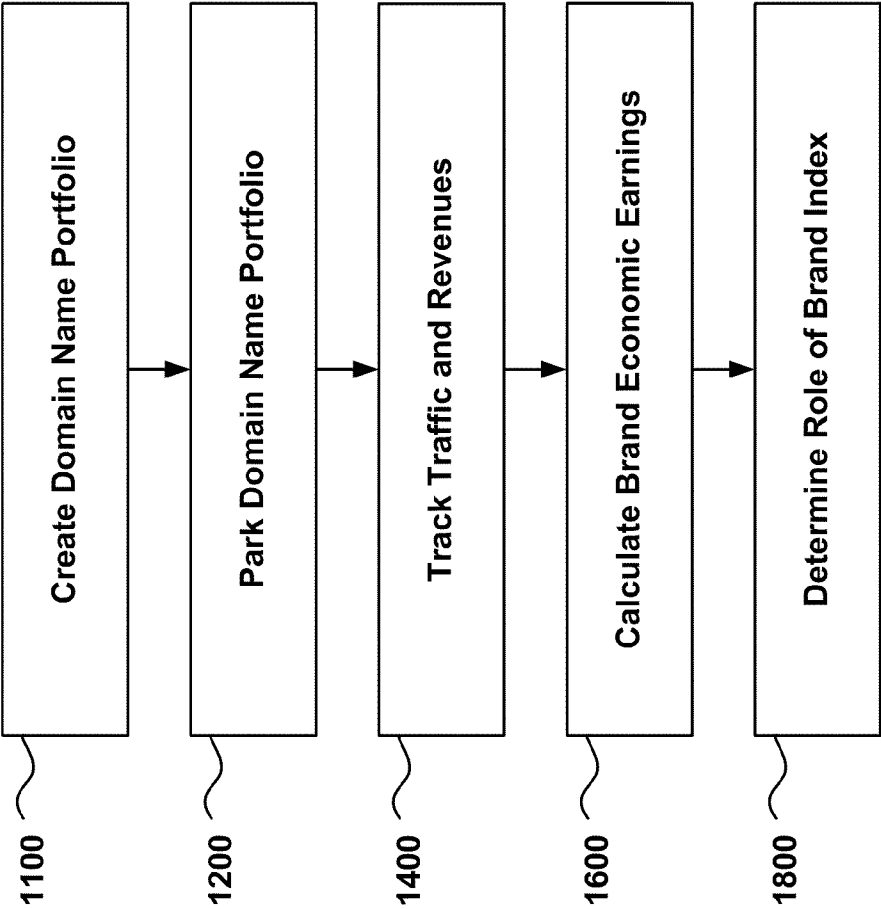 Create Domain Name Portfolio
1100
Park Domain Name Portfolio
1200
Track Traffic and Revenues
1400
Calculate Brand Economic Earnings
1600
Determine Role of Brand Index
1800